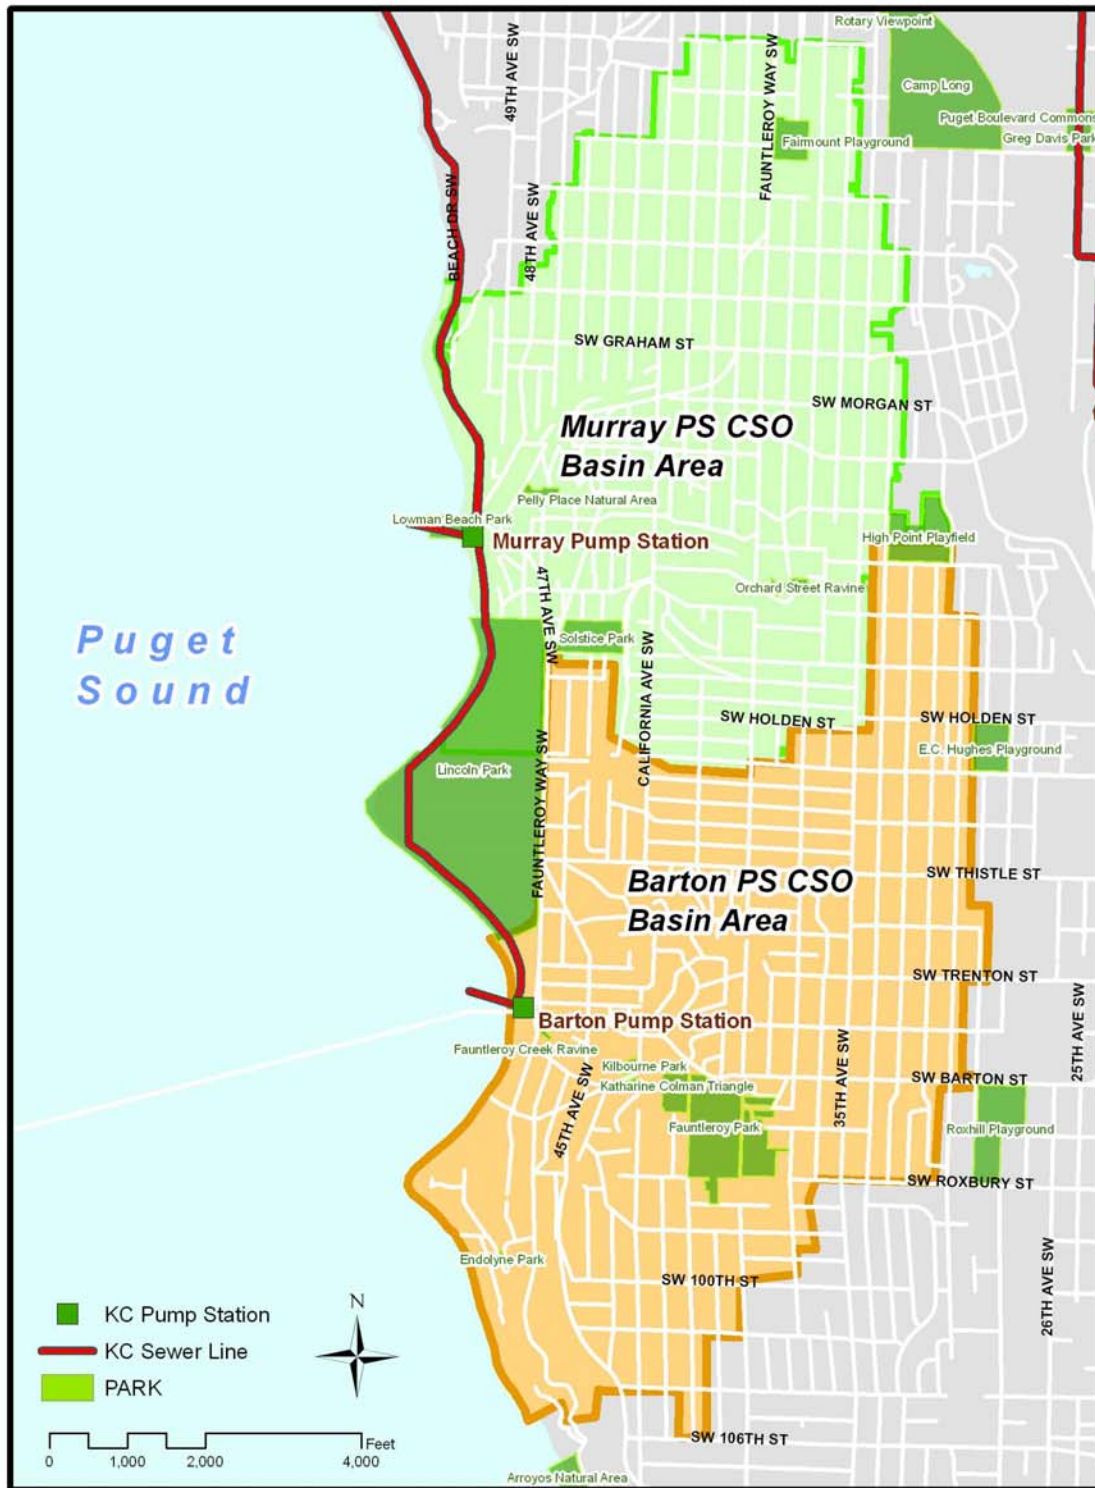 Rotary Viewpoint
49TH AVE SW
FAUNTLEROY WAY SW
Camp Long
Puget Boulevard Commons
Greg Davis Park
Fairmount Playground
BEACH DR SW
48TH AVE SW
SW GRAHAM ST
SW MORGAN ST
Murray PS CSO
Basin Area
Pelly Place Natural Area
Lowman Beach Park
Murray Pump Station
High Point Playfield
47TH AVE SW
Orchard Street Ravine
Puget
Sound
Solstice Park
CALIFORNIA AVE SW
SW HOLDEN ST
SW HOLDEN ST
E.C. Hughes Playground
Lincoln Park
FAUNTLEROY WAY SW
SW THISTLE ST
Barton PS CSO
Basin Area
SW TRENTON ST
Barton Pump Station
25TH AVE SW
Fauntleroy Creek Ravine
Kilbourne Park
Katharine Colman Triangle
45TH AVE SW
35TH AVE SW
SW BARTON ST
Fauntleroy Park
Roxhill Playground
SW ROXBURY ST
Endolyne Park
SW 100TH ST
26TH AVE SW
N
KC Pump Station
KC Sewer Line
PARK
Feet
0 1,000 2,000 4,000
SW 106TH ST
Arroyos Natural Area